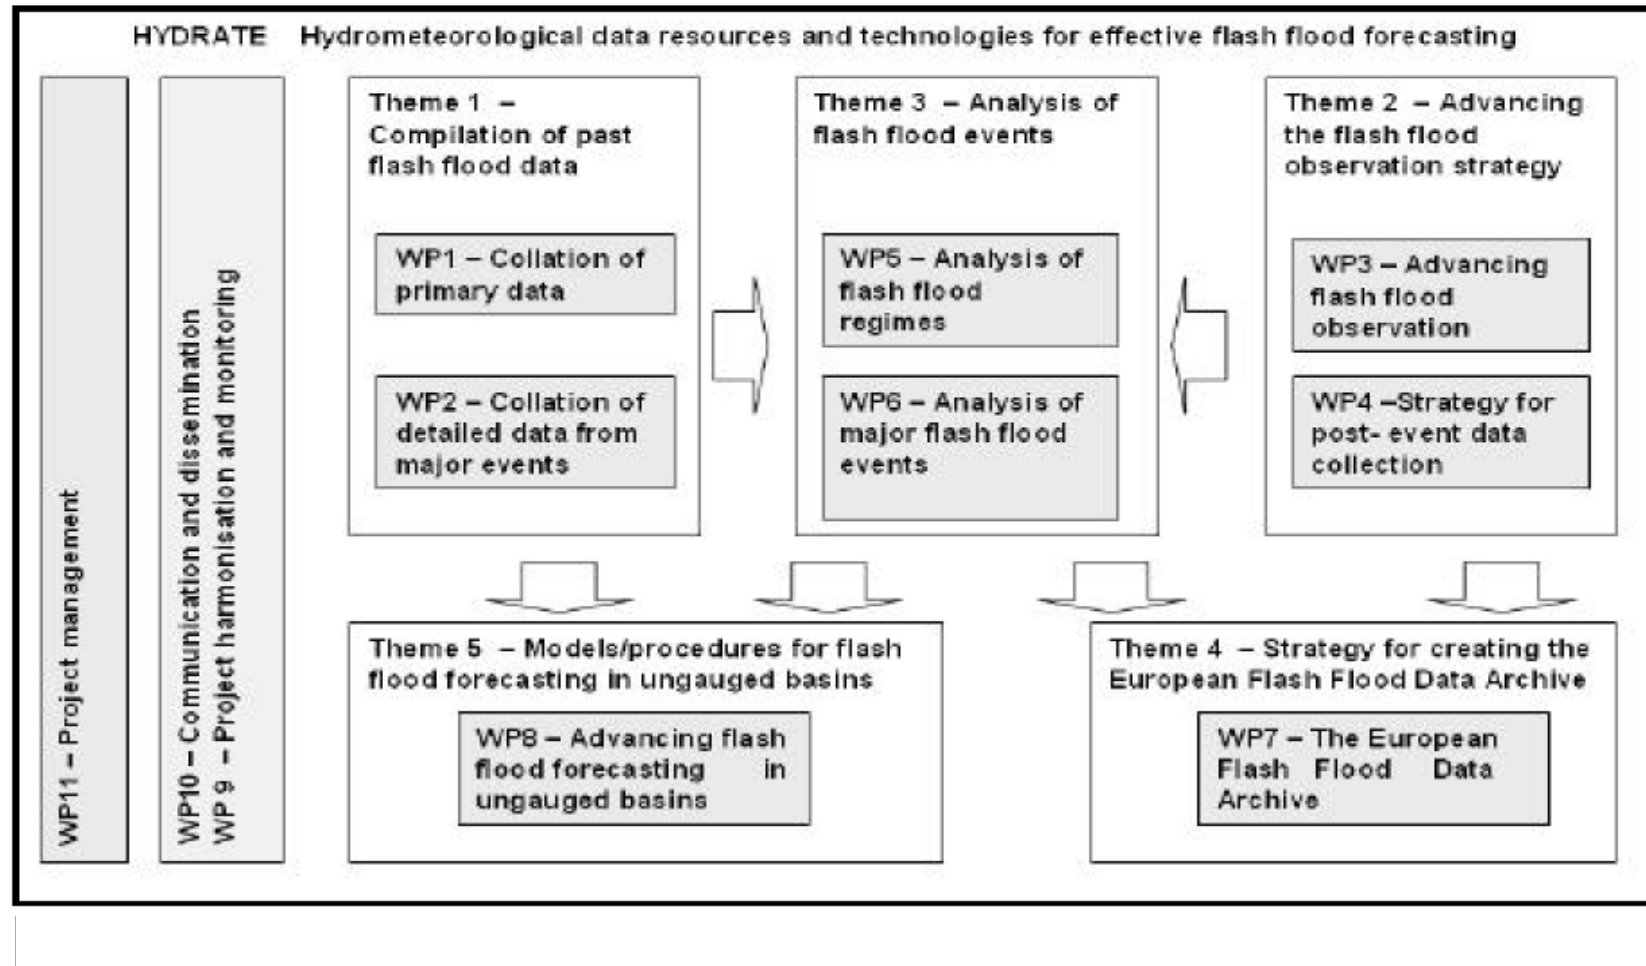 HYDRATE Hydrometeorological data resources and technologies for effective flash flood forecasting
WP11 – Project management
WP10 – Communication and dissemination
WP 9 – Project harmonisation and monitoring
Theme 1 –
Compilation of past
flash flood data
WP1 – Collation of
primary data
WP2 – Collation of
detailed data from
major events
Theme 3 – Analysis of
flash flood events
WP5 – Analysis of
flash flood
regimes
WP6 – Analysis of
major flash flood
events
Theme 2 – Advancing
the flash flood
observation strategy
WP3 – Advancing
flash flood
observation
WP4 –Strategy for
post- event data
collection
Theme 5 – Models/procedures for flash
flood forecasting in ungauged basins
WP8 – Advancing flash
flood forecasting in
ungauged basins
Theme 4 – Strategy for creating the
European Flash Flood Data Archive
WP7 – The European
Flash Flood Data
Archive